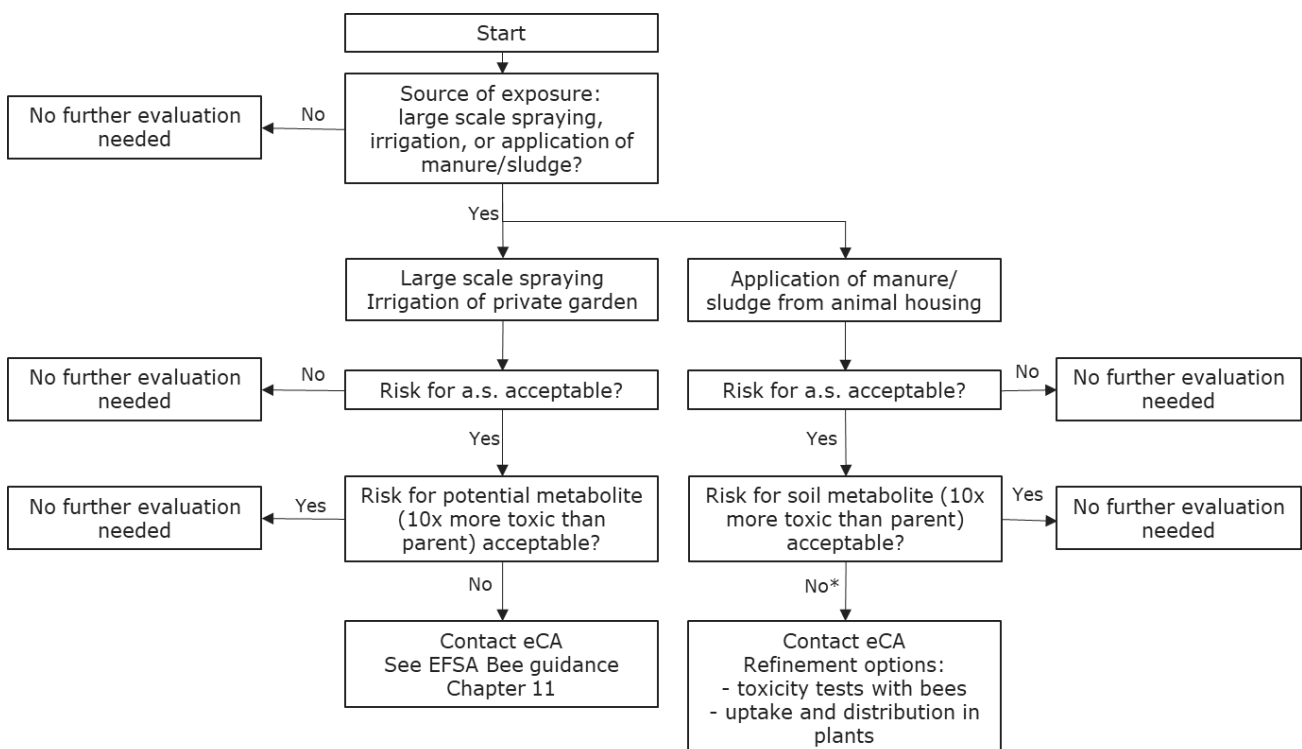 Start
Source of exposure:
large scale spraying,
irrigation, or application of
manure/sludge?
No
No further evaluation
needed
Yes
Large scale spraying
Irrigation of private garden
Application of manure/
sludge from animal housing
No further evaluation
needed
No
Risk for a.s. acceptable?
Risk for a.s. acceptable?
No
No further evaluation
needed
Yes
Yes
No further evaluation
needed
Yes
Risk for potential metabolite
(10x more toxic than
parent) acceptable?
Risk for soil metabolite (10x
more toxic than parent)
acceptable?
Yes
No further evaluation
needed
No
No*
Contact eCA
See EFSA Bee guidance
Chapter 11
Contact eCA
Refinement options:
- toxicity tests with bees
- uptake and distribution in
plants